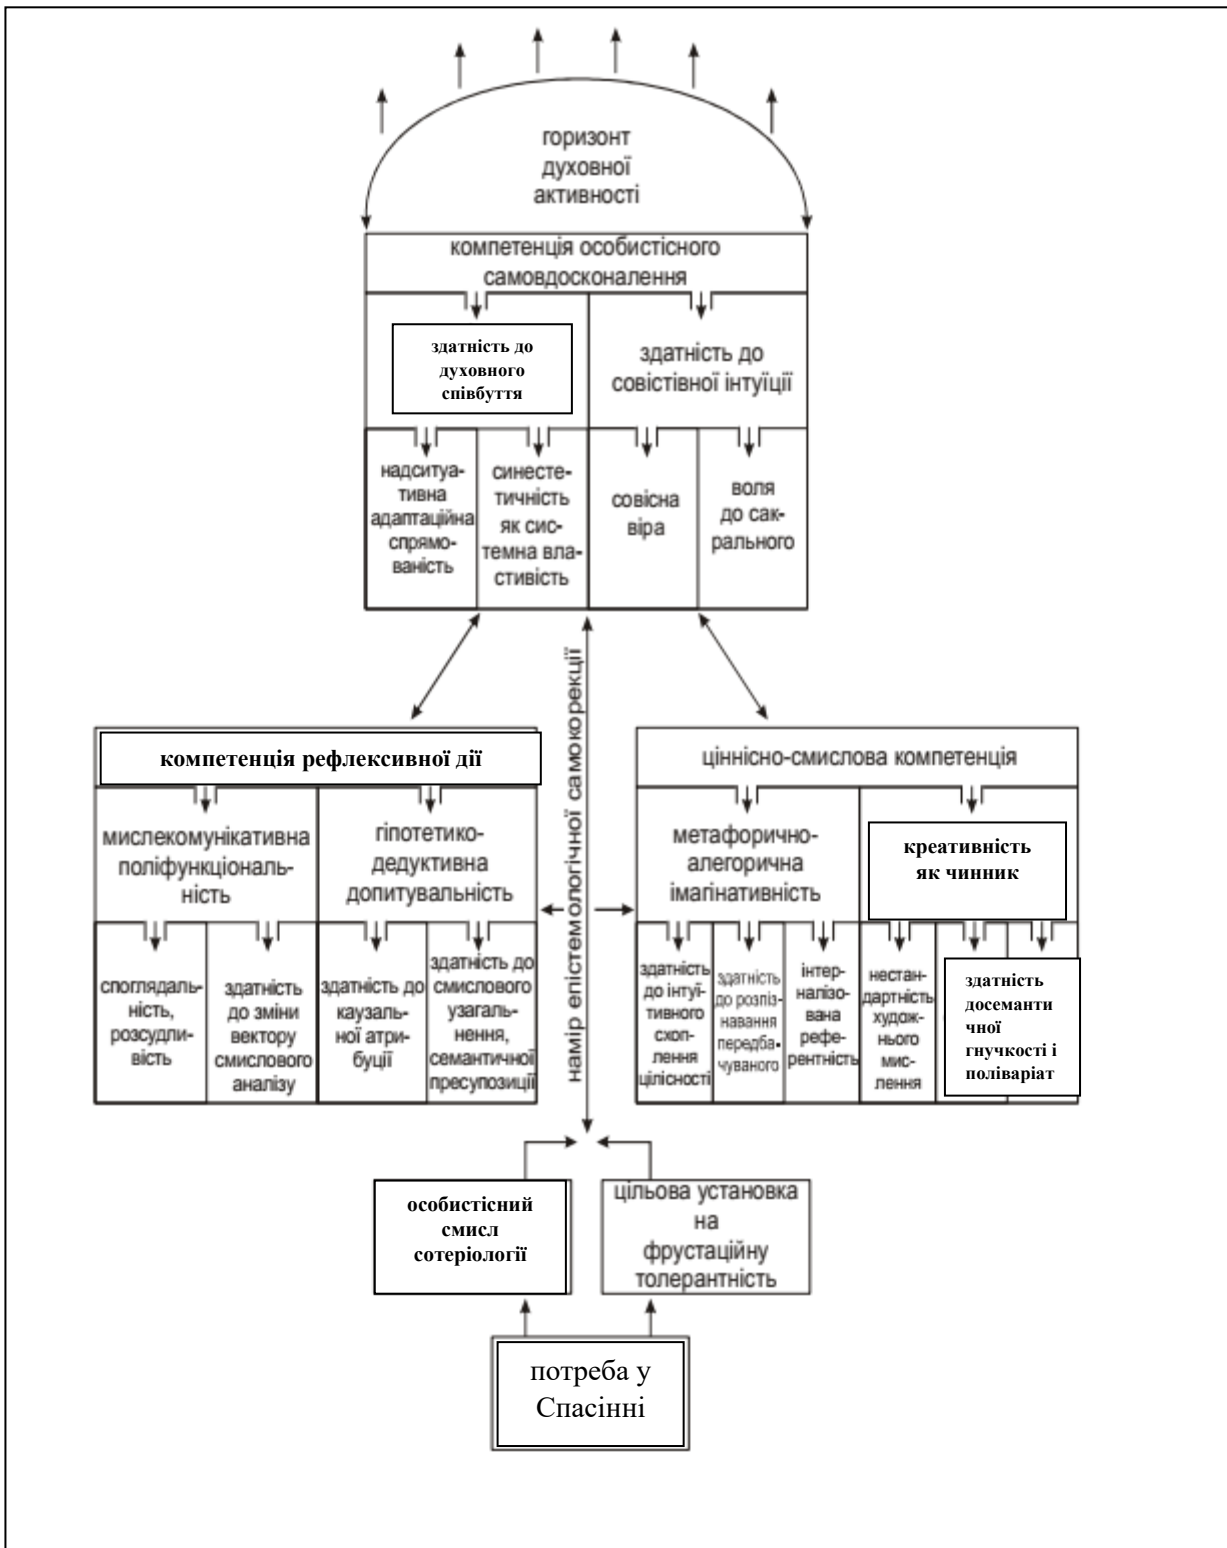 горизонт
духовної
активності
компетенція особистісного
самовдосконалення
здатність до
духовного
співбуття
здатність до
совістівної інтуїції
надситуа-
тивна
адаптаційна
спрямо-
ваність
синесте-
тичність
як сис-
темна вла-
стивість
совісна
віра
воля
до сак-
рального
намір епістемологічної самокорекції
компетенція рефлексивної дії
мислекомунікативна
поліфункціональ-
ність
гіпотетико-
дедуктивна
допитувальність
споглядаль-
ність,
розсудли-
вість
здатність
до зміни
вектору
смислового
аналізу
здатність до
каузаль-
ної атри-
буції
здатність до
смислового
узагаль-
нення,
семантичної
пресупозиції
ціннісно-смислова компетенція
метафорично-
алегорична
імагінативність
креативність
як чинник
здатність
до інтуї-
тивного
схоп-
лення
цілісності
здатність
до розпіз-
навання
передба-
чуваного
інтер-
налізо-
вана
рефе-
рентність
нестан-
дартність
худож-
нього
мис-
лення
здатність
досеманти
чної
гнучкості і
поліваріат
особистісний
смисл
сотеріології
цільова установка
на
фрустаційну
толерантність
потреба у
Спасінні